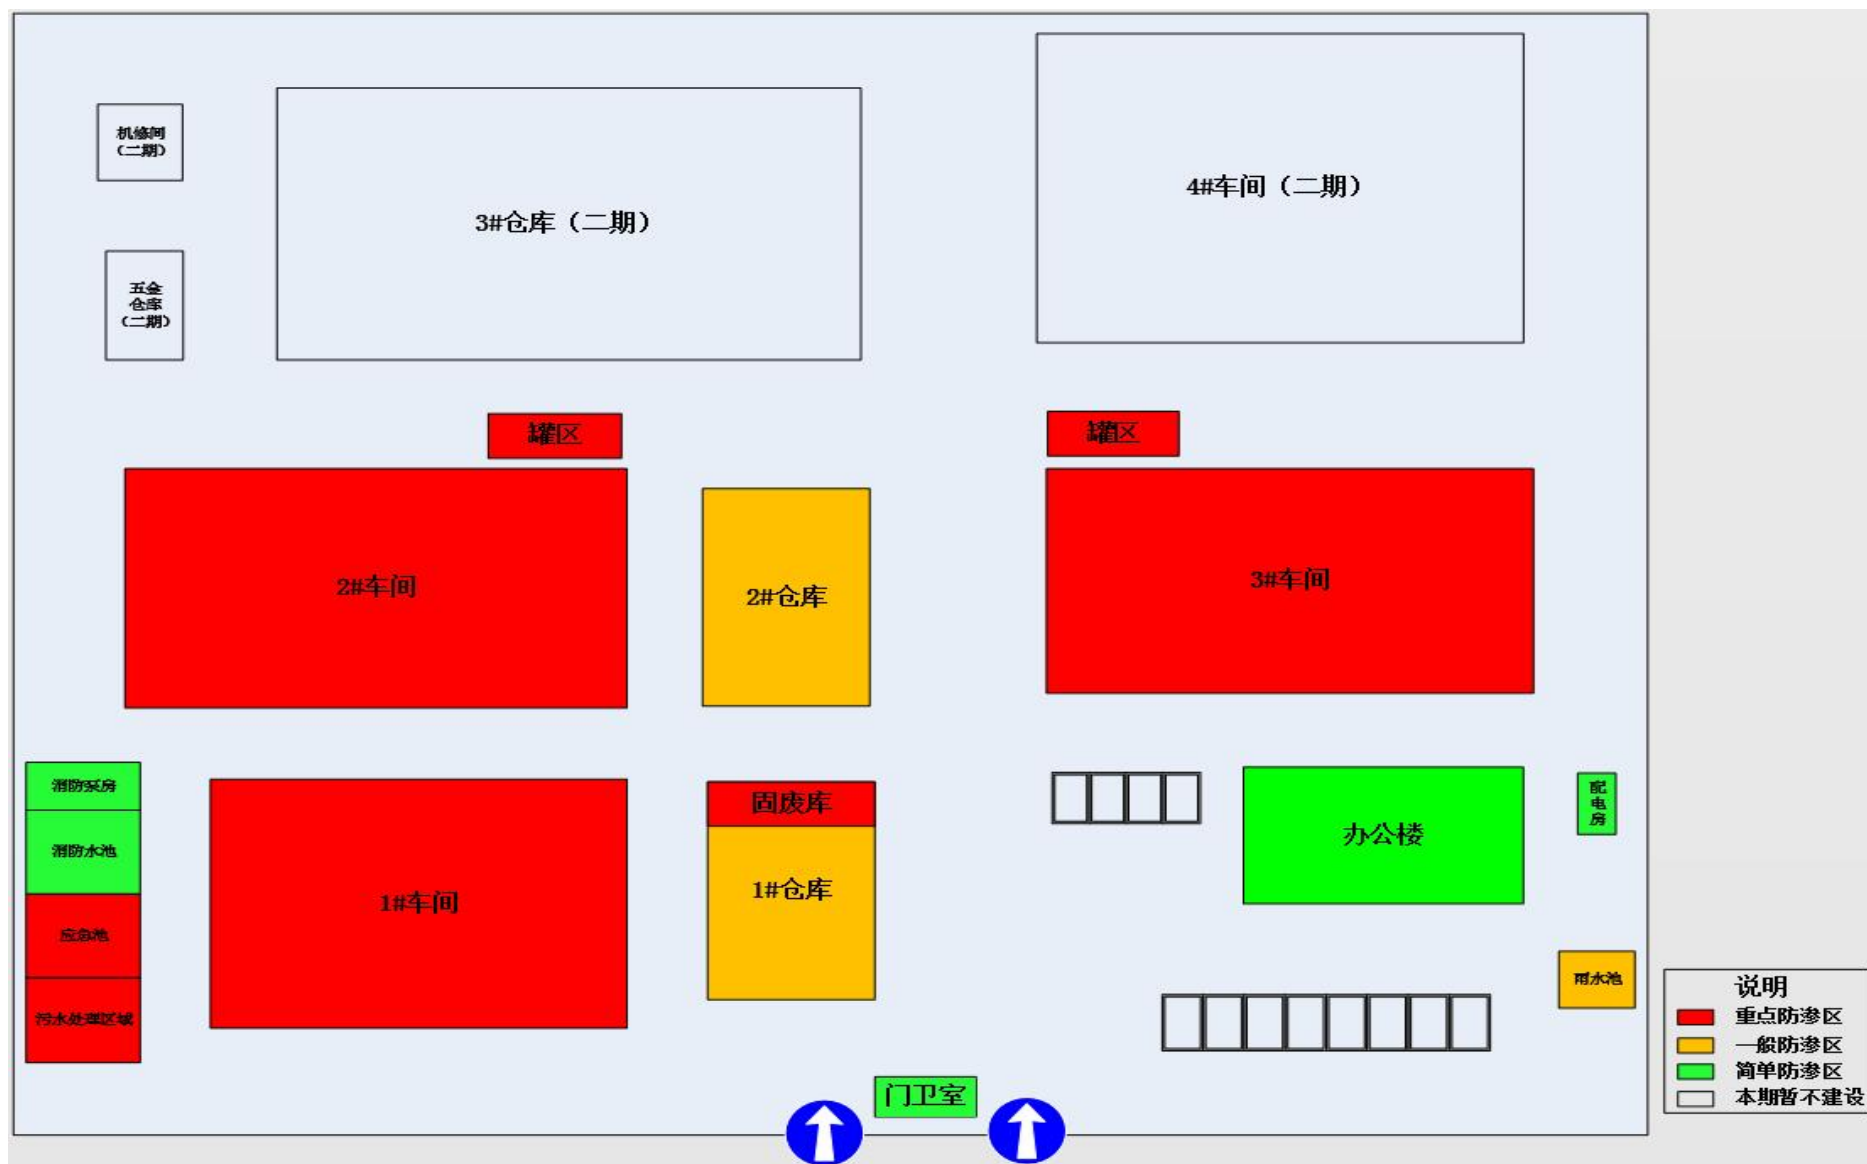 机修间
（二期）
4#车间（二期）
3#仓库（二期）
五金
仓库
（二期）
罐区
罐区
2#车间
2#仓库
3#车间
消防泵房
消防水池
应急池
污水处理区域
1#车间
固废库
1#仓库
办公楼
配
电
房
雨水池
门卫室
说明
重点防渗区
一般防渗区
简单防渗区
本期暂不建设